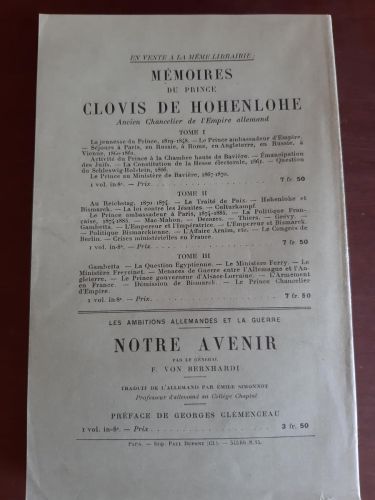 EN VENTE A LA MÊME LIBRAIRIE:
MÉMOIRES
DU PRINCE
CLOVIS DE HOHENLOHE
Ancien Chancelier de l'Empire allemand
TOME I
La jeunesse du Prince, — Le Prince ambassadeur d'Empire,
— Séjours à Paris, en Russie, à Rome, en Angleterre, en Russie, à
Vienne,
Activité du Prince à la Chambre haute de Bavière. — Émancipation
des Juifs. — La Constitution de la Hesse électorale, 1861. — Question
du Schleswig-Holstein, 1866.
Le Prince au Ministère de Bavière, 1867-1870.
1 vol. in-8°. — Prix. 7 fr. 50
TOME II
Au Reichstag, 1870 1874. — Le Traité de Paix. — Hohenlohe et
Bismarck. — La loi contre les Jésuites. — Culturkampf.
Le Prince ambassadeur à Paris, 1874-1885. — La Politique Fran-
çaise, 1875-1885. — Mac-Mahon. — Decazes. — Thiers. — Grévy. —
Gambetta. — L'Empereur et l'Impératrice. — L'Empereur et Bismarck
— Politique Bismarckienne. — L'Affaire Arnim, etc. — Le Congrès de
Berlin. — Crises ministérielles en France.
1 vol. in-8°. — Prix 7 fr. 50
TOME III
Gambetta. — La Question Égyptienne. — Le Ministère Ferry. — Le
Ministère Freycinet. — Menaces de Guerre entre l'Allemagne et l'An-
gleterre. — Le Prince gouverneur d'Alsace-Lorraine. — L'Armement
en France. — Démission de Bismarck. — Le Prince Chancelier
d'Empire.
1 vol. in-8°. — Prix. 7 fr. 50
LES AMBITIONS ALLEMANDES ET LA GUERRE
NOTRE AVENIR
PAR LE GÉNÉRAL
F. VON BERNHARDI
TRADUIT DE L'ALLEMAND PAR ÉMILE SIMONNOT
Professeur d'allemand au Collège Chaptal
PRÉFACE DE GEORGES CLÉMENCEAU
1 vol. in-8°. — Prix 3 fr. 50
— Imp. PAUL DUPONT (Cl.). —